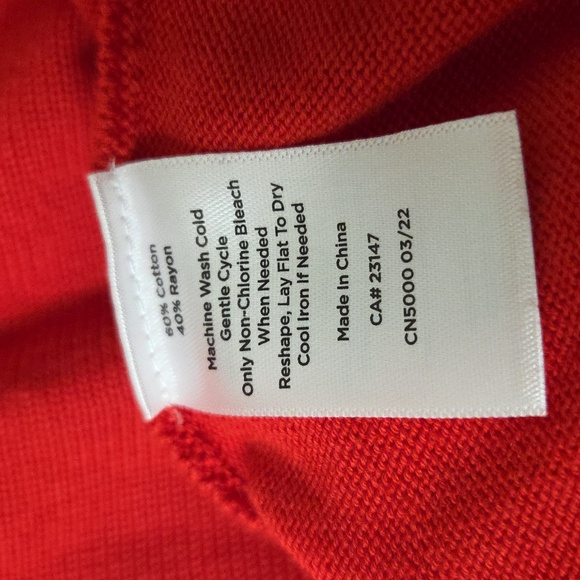 60% Cotton
40% Rayon
Machine Wash Cold
Gentle Cycle
Only Non-Chlorine Bleach
When Needed
Reshape, Lay Flat To Dry
Cool Iron If Needed
Made In China
CA# 23147
CN5000 03/22